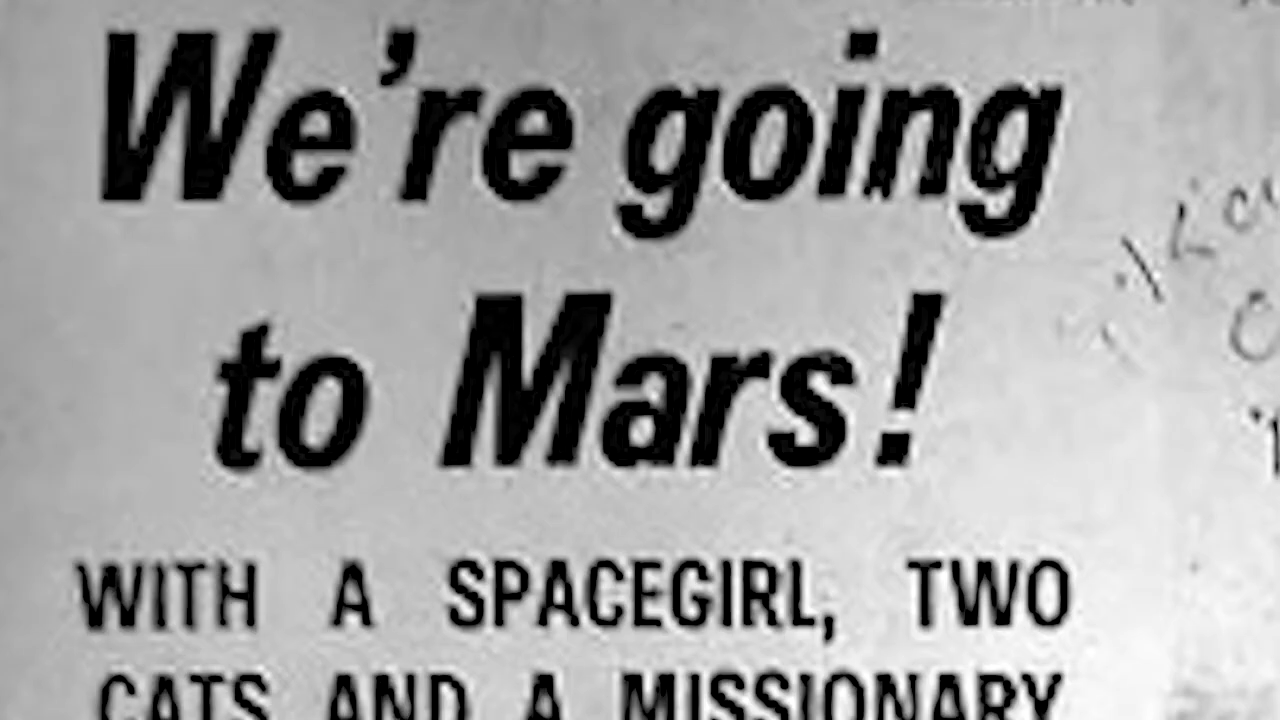 We're going
to Mars!
WITH A SPACEGIRL, TWO
CATS AND A MISSIONARY